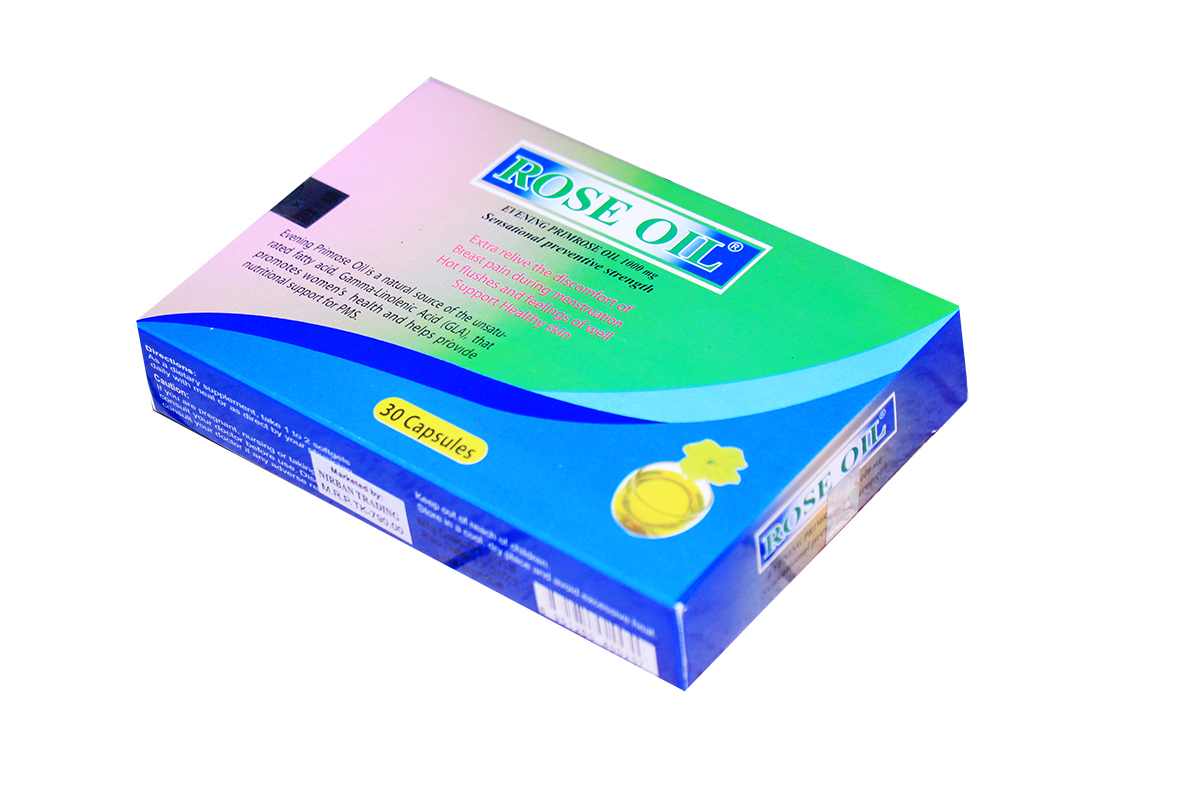 ROSE OIL®
EVENING PRIMROSE OIL 1000 mg
Sensational preventive strength
Extra relive the discomfort of
Breast pain during menstruation
Hot flushes and feelings of well
Support Healthy skin
Evening Primrose Oil is a natural source of the unsatu-
rated fatty acid, Gamma-Linolenic Acid (GLA), that
promotes women's health and helps provide
nutritional support for PMS.
30 Capsules
Directions:
As a dietary supplement, take 1 to 2 softgels
daily with meal or as direct by your
Caution:
If you are pregnant, nursing or taking
consult your doctor before use.
consult your doctor if any adverse
Marketed by:
NIRBAN TRADING
M.R.P. TK-790.00
Keep out of reach of children.
Store in a cool, dry place and avoid excessive heat
ROSE OIL®